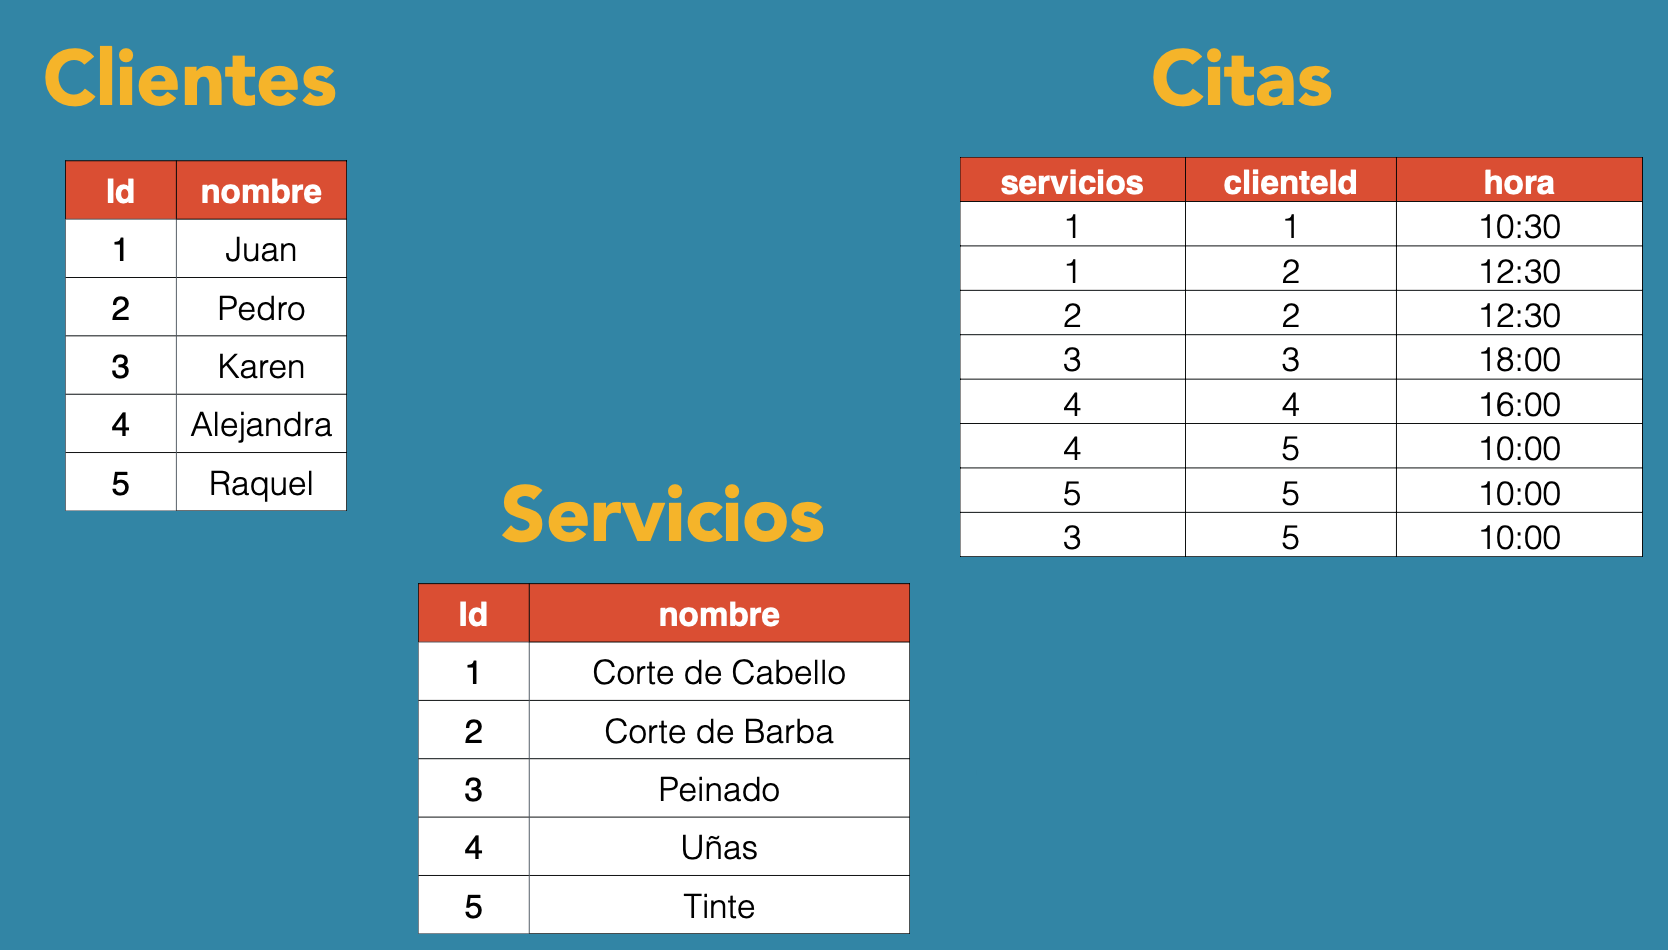 Clientes
Id nombre
1 Juan
2 Pedro
3 Karen
4 Alejandra
5 Raquel
Servicios
Id nombre
1 Corte de Cabello
2 Corte de Barba
3 Peinado
4 Uñas
5 Tinte
Citas
servicios clienteId hora
1 1 10:30
1 2 12:30
2 2 12:30
3 3 18:00
4 4 16:00
4 5 10:00
5 5 10:00
3 5 10:00